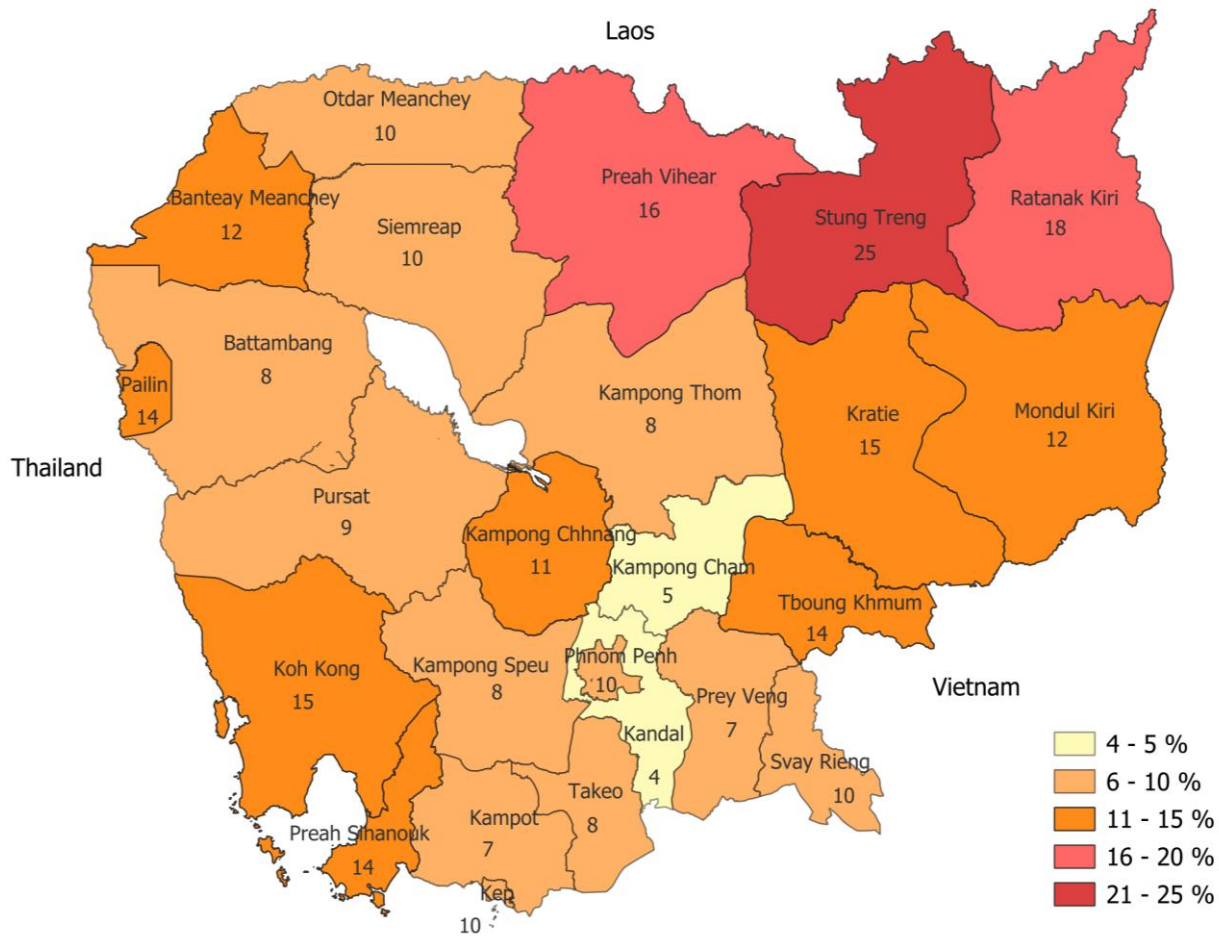 Laos
Otdar Meanchey
10
Banteay Meanchey
12
Siemreap
10
Preah Vihear
16
Stung Treng
25
Ratanak Kiri
18
Battambang
8
Pailin
14
Kampong Thom
8
Kratie
15
Mondul Kiri
12
Thailand
Pursat
9
Kampong Chhnang
11
Kampong Cham
5
Tboung Khmum
14
Koh Kong
15
Kampong Speu
8
Phnom Penh
10
Prey Veng
7
Vietnam
Kandal
4
Svay Rieng
10
Takeo
8
Kampot
7
Preah Sihanouk
14
Kep
10
4 - 5 %
6 - 10 %
11 - 15 %
16 - 20 %
21 - 25 %